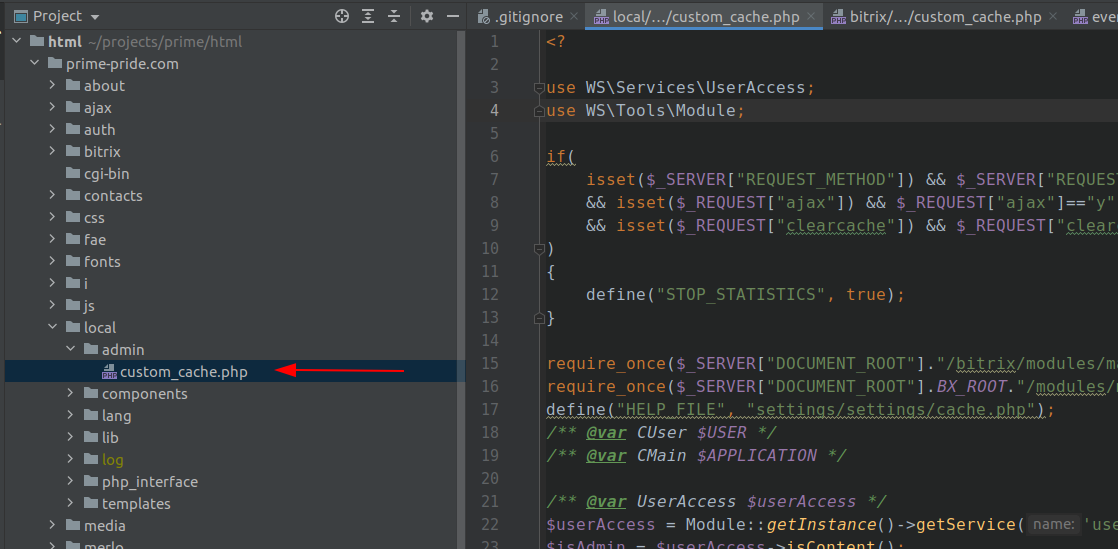 Project
html ~/projects/prime/html
prime-pride.com
about
ajax
auth
bitrix
cgi-bin
contacts
css
fae
fonts
i
js
local
admin
custom_cache.php
components
lang
lib
log
php_interface
templates
media
merlo
.gitignore
local/.../custom_cache.php
bitrix/.../custom_cache.php
eve
1 <?
2
3 use WS\Services\UserAccess;
4 use WS\Tools\Module;
5
6 if(
7 isset($_SERVER["REQUEST_METHOD"]) && $_SERVER["REQUEST
8 && isset($_REQUEST["ajax"]) && $_REQUEST["ajax"]=="y"
9 && isset($_REQUEST["clearcache"]) && $_REQUEST["clear
10 )
11 {
12 define("STOP_STATISTICS", true);
13 }
14
15 require_once($_SERVER["DOCUMENT_ROOT"]."/bitrix/modules/m
16 require_once($_SERVER["DOCUMENT_ROOT"].BX_ROOT."/modules/
17 define("HELP_FILE", "settings/settings/cache.php");
18 /** @var CUser $USER */
19 /** @var CMain $APPLICATION */
20
21 /** @var UserAccess $userAccess */
22 $userAccess = Module::getInstance()->getService( name: 'use
23 $isAdmin = $userAccess->isContent();